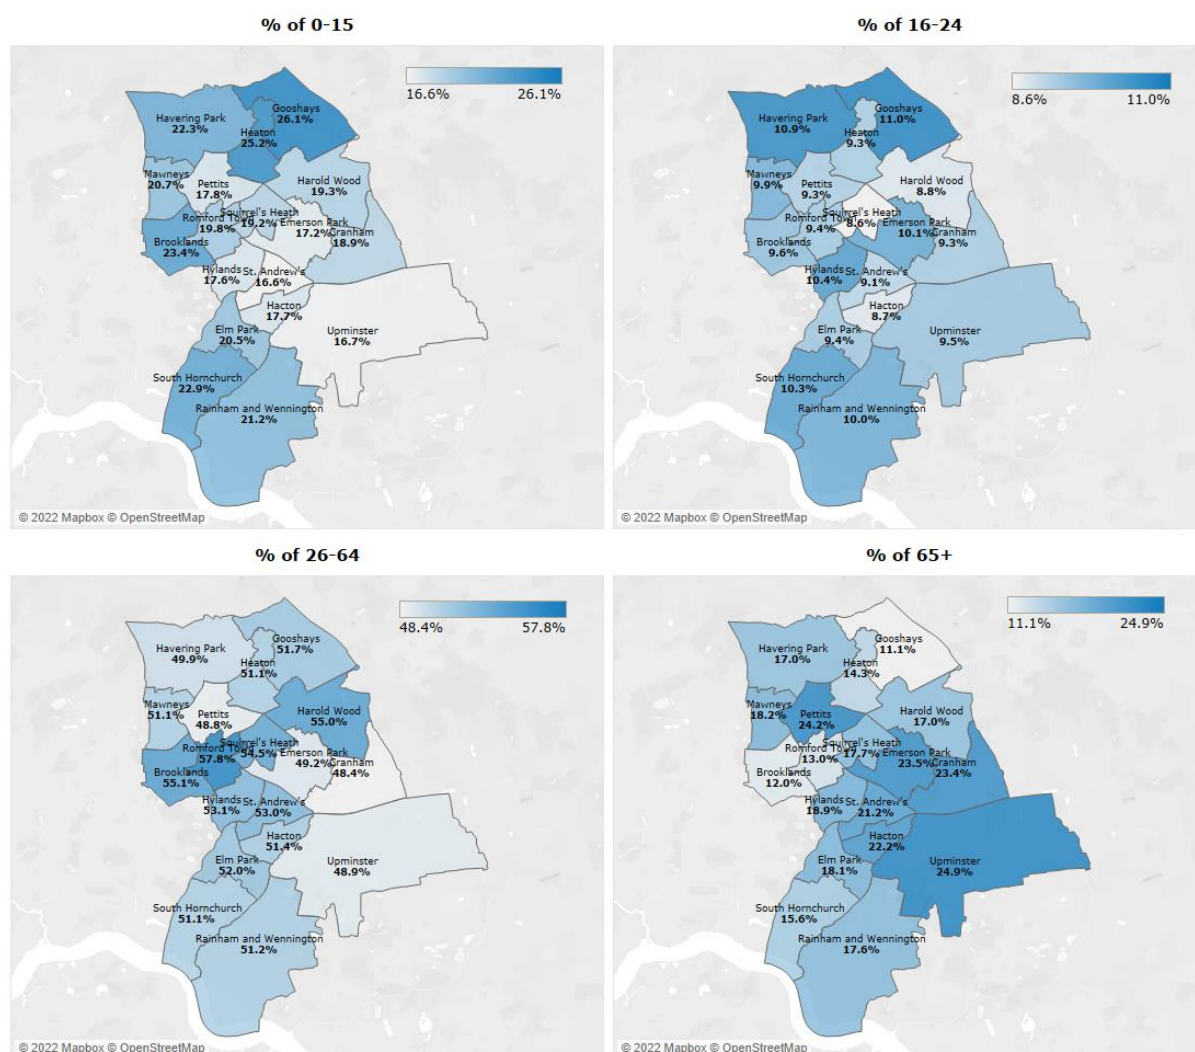 % of 0-15
16.6%
26.1%
Gooshays
26.1%
Havering Park
22.3%
Heaton
25.2%
Mawneys
20.7%
Pettits
17.8%
Harold Wood
19.3%
Squirrel's Heath
19.2%
Romford To
19.8%
Emerson Park
17.2%
Cranham
18.9%
Brooklands
23.4%
Hylands
17.6%
St. Andrew's
16.6%
Hacton
17.7%
Elm Park
20.5%
Upminster
16.7%
South Hornchurch
22.9%
Rainham and Wennington
21.2%
© 2022 Mapbox © OpenStreetMap
% of 16-24
8.6%
11.0%
Gooshays
11.0%
Havering Park
10.9%
Heaton
9.3%
Mawneys
9.9%
Pettits
9.3%
Harold Wood
8.8%
Squirrel's Heath
8.6%
Romford To
9.4%
Emerson Park
10.1%
Cranham
9.3%
Brooklands
9.6%
Hylands
10.4%
St. Andrew's
9.1%
Hacton
8.7%
Elm Park
9.4%
Upminster
9.5%
South Hornchurch
10.3%
Rainham and Wennington
10.0%
© 2022 Mapbox © OpenStreetMap
% of 26-64
48.4%
57.8%
Gooshays
51.7%
Havering Park
49.9%
Heaton
51.1%
Mawneys
51.1%
Pettits
48.8%
Harold Wood
55.0%
Squirrel's Heath
54.5%
Romford To
57.8%
Emerson Park
49.2%
Cranham
48.4%
Brooklands
55.1%
Hylands
53.1%
St. Andrew's
53.0%
Hacton
51.4%
Elm Park
52.0%
Upminster
48.9%
South Hornchurch
51.1%
Rainham and Wennington
51.2%
© 2022 Mapbox © OpenStreetMap
% of 65+
11.1%
24.9%
Gooshays
11.1%
Havering Park
17.0%
Heaton
14.3%
Mawneys
18.2%
Pettits
24.2%
Harold Wood
17.0%
Squirrel's Heath
17.7%
Romford To
13.0%
Emerson Park
23.5%
Cranham
23.4%
Brooklands
12.0%
Hylands
18.9%
St. Andrew's
21.2%
Hacton
22.2%
Elm Park
18.1%
Upminster
24.9%
South Hornchurch
15.6%
Rainham and Wennington
17.6%
© 2022 Mapbox © OpenStreetMap